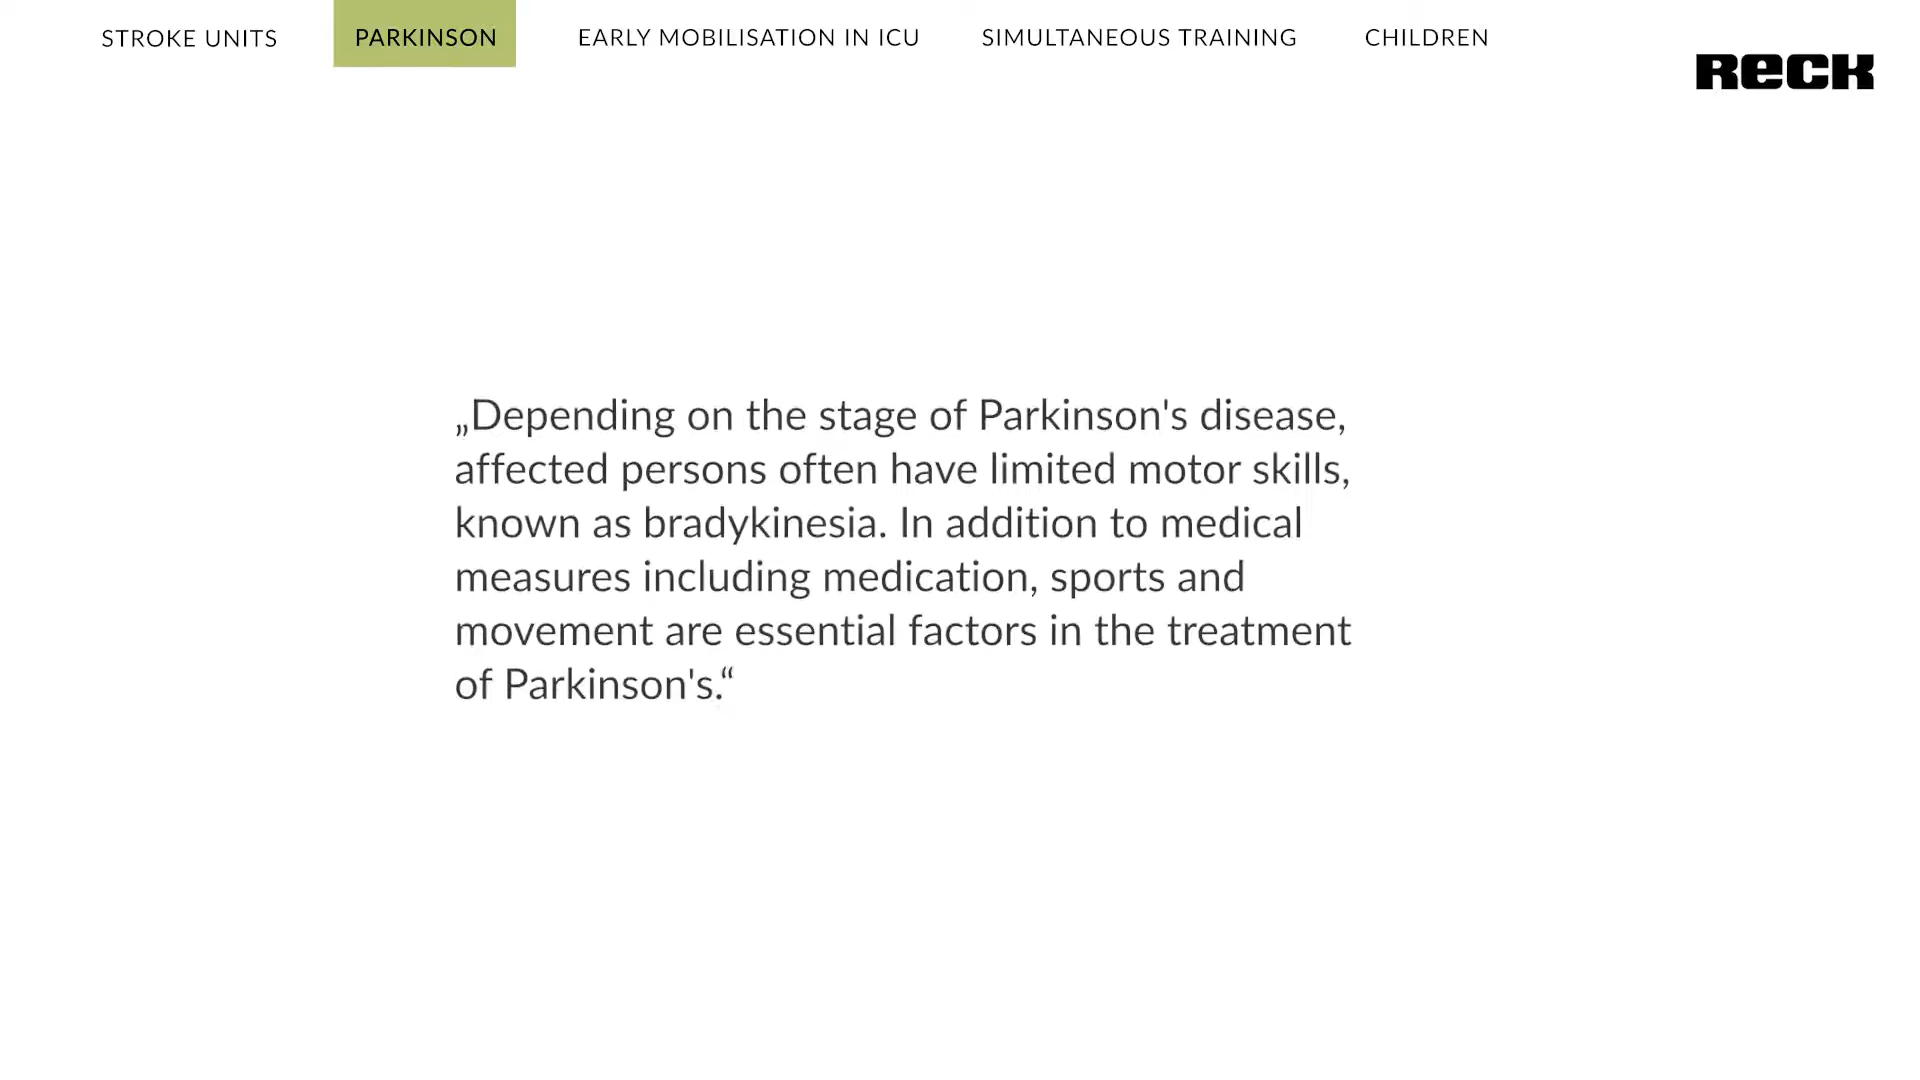 STROKE UNITS PARKINSON EARLY MOBILISATION IN ICU SIMULTANEOUS TRAINING CHILDREN
RECK
„Depending on the stage of Parkinson's disease,
affected persons often have limited motor skills,
known as bradykinesia. In addition to medical
measures including medication, sports and
movement are essential factors in the treatment
of Parkinson's.“